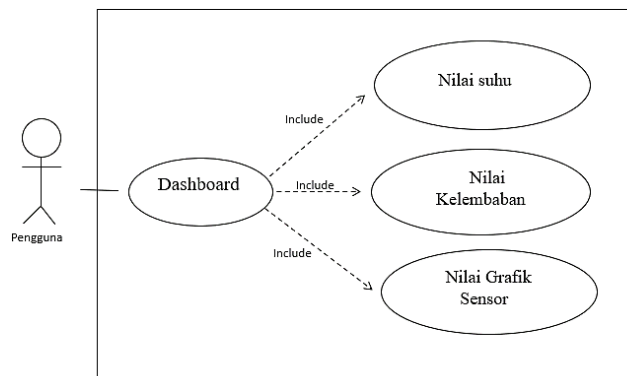 Nilai suhu
Include
Dashboard
Include
Nilai
Kelembaban
Pengguna
Include
Nilai Grafik
Sensor